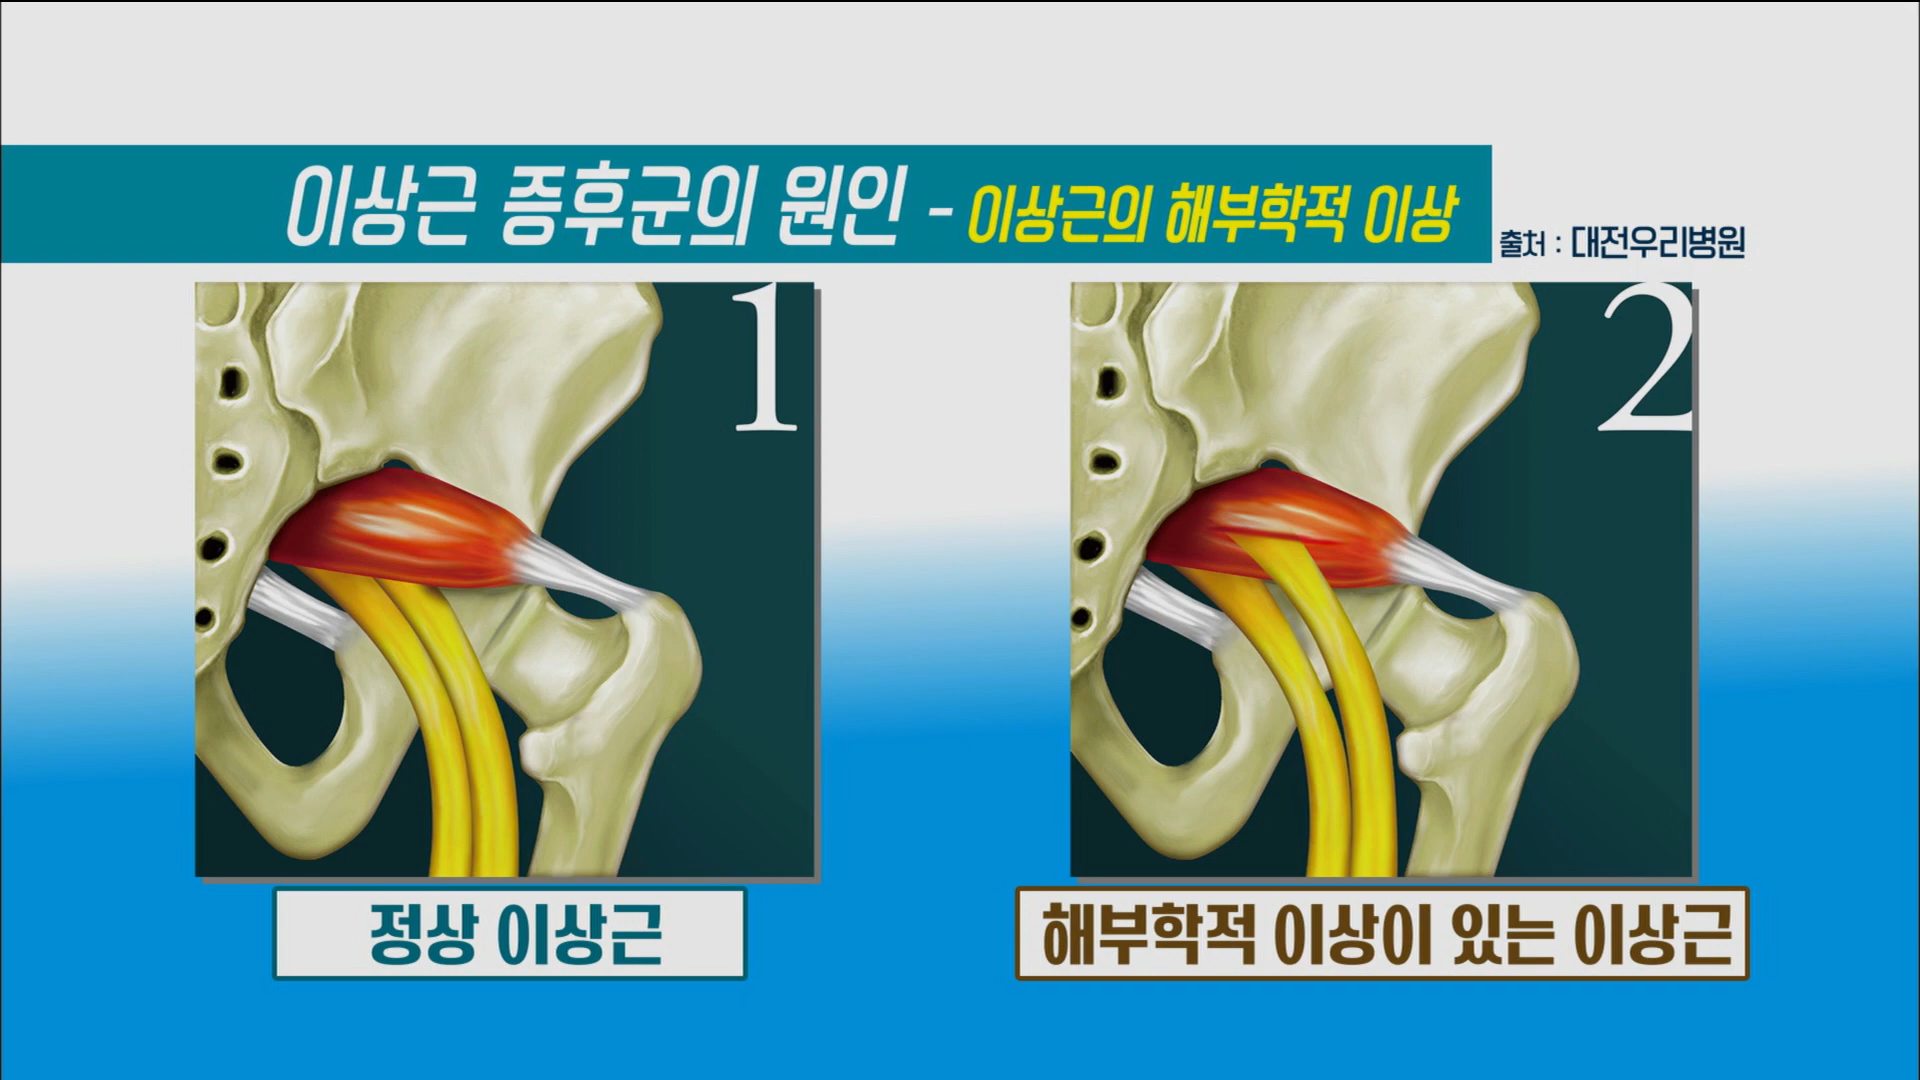 이상근 증후군의 원인 - 이상근의 해부학적 이상
출처 : 대전우리병원
1
2
정상 이상근
해부학적 이상이 있는 이상근